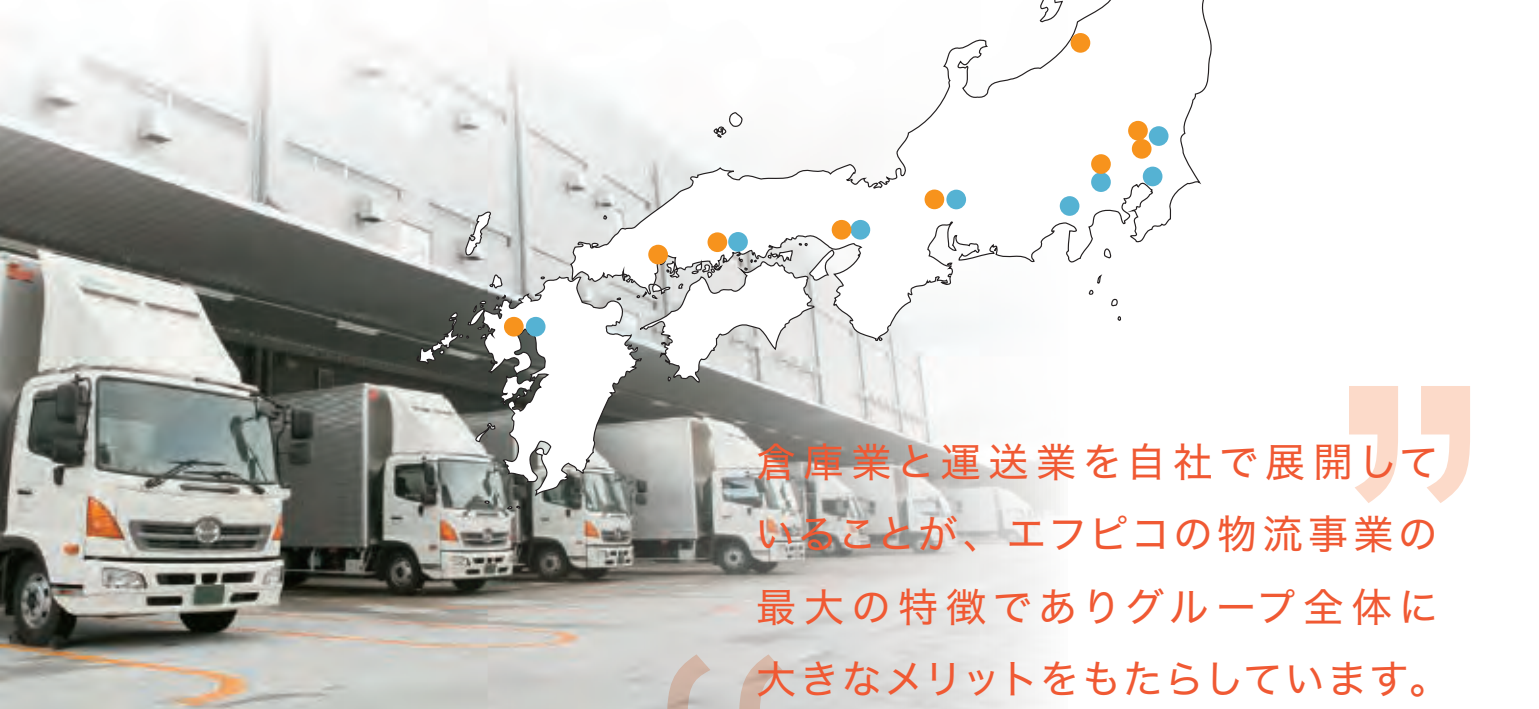 倉庫業と運送業を自社で展開して
いることが、エフピコの物流事業の
最大の特徴でありグループ全体に
大きなメリットをもたらしています。